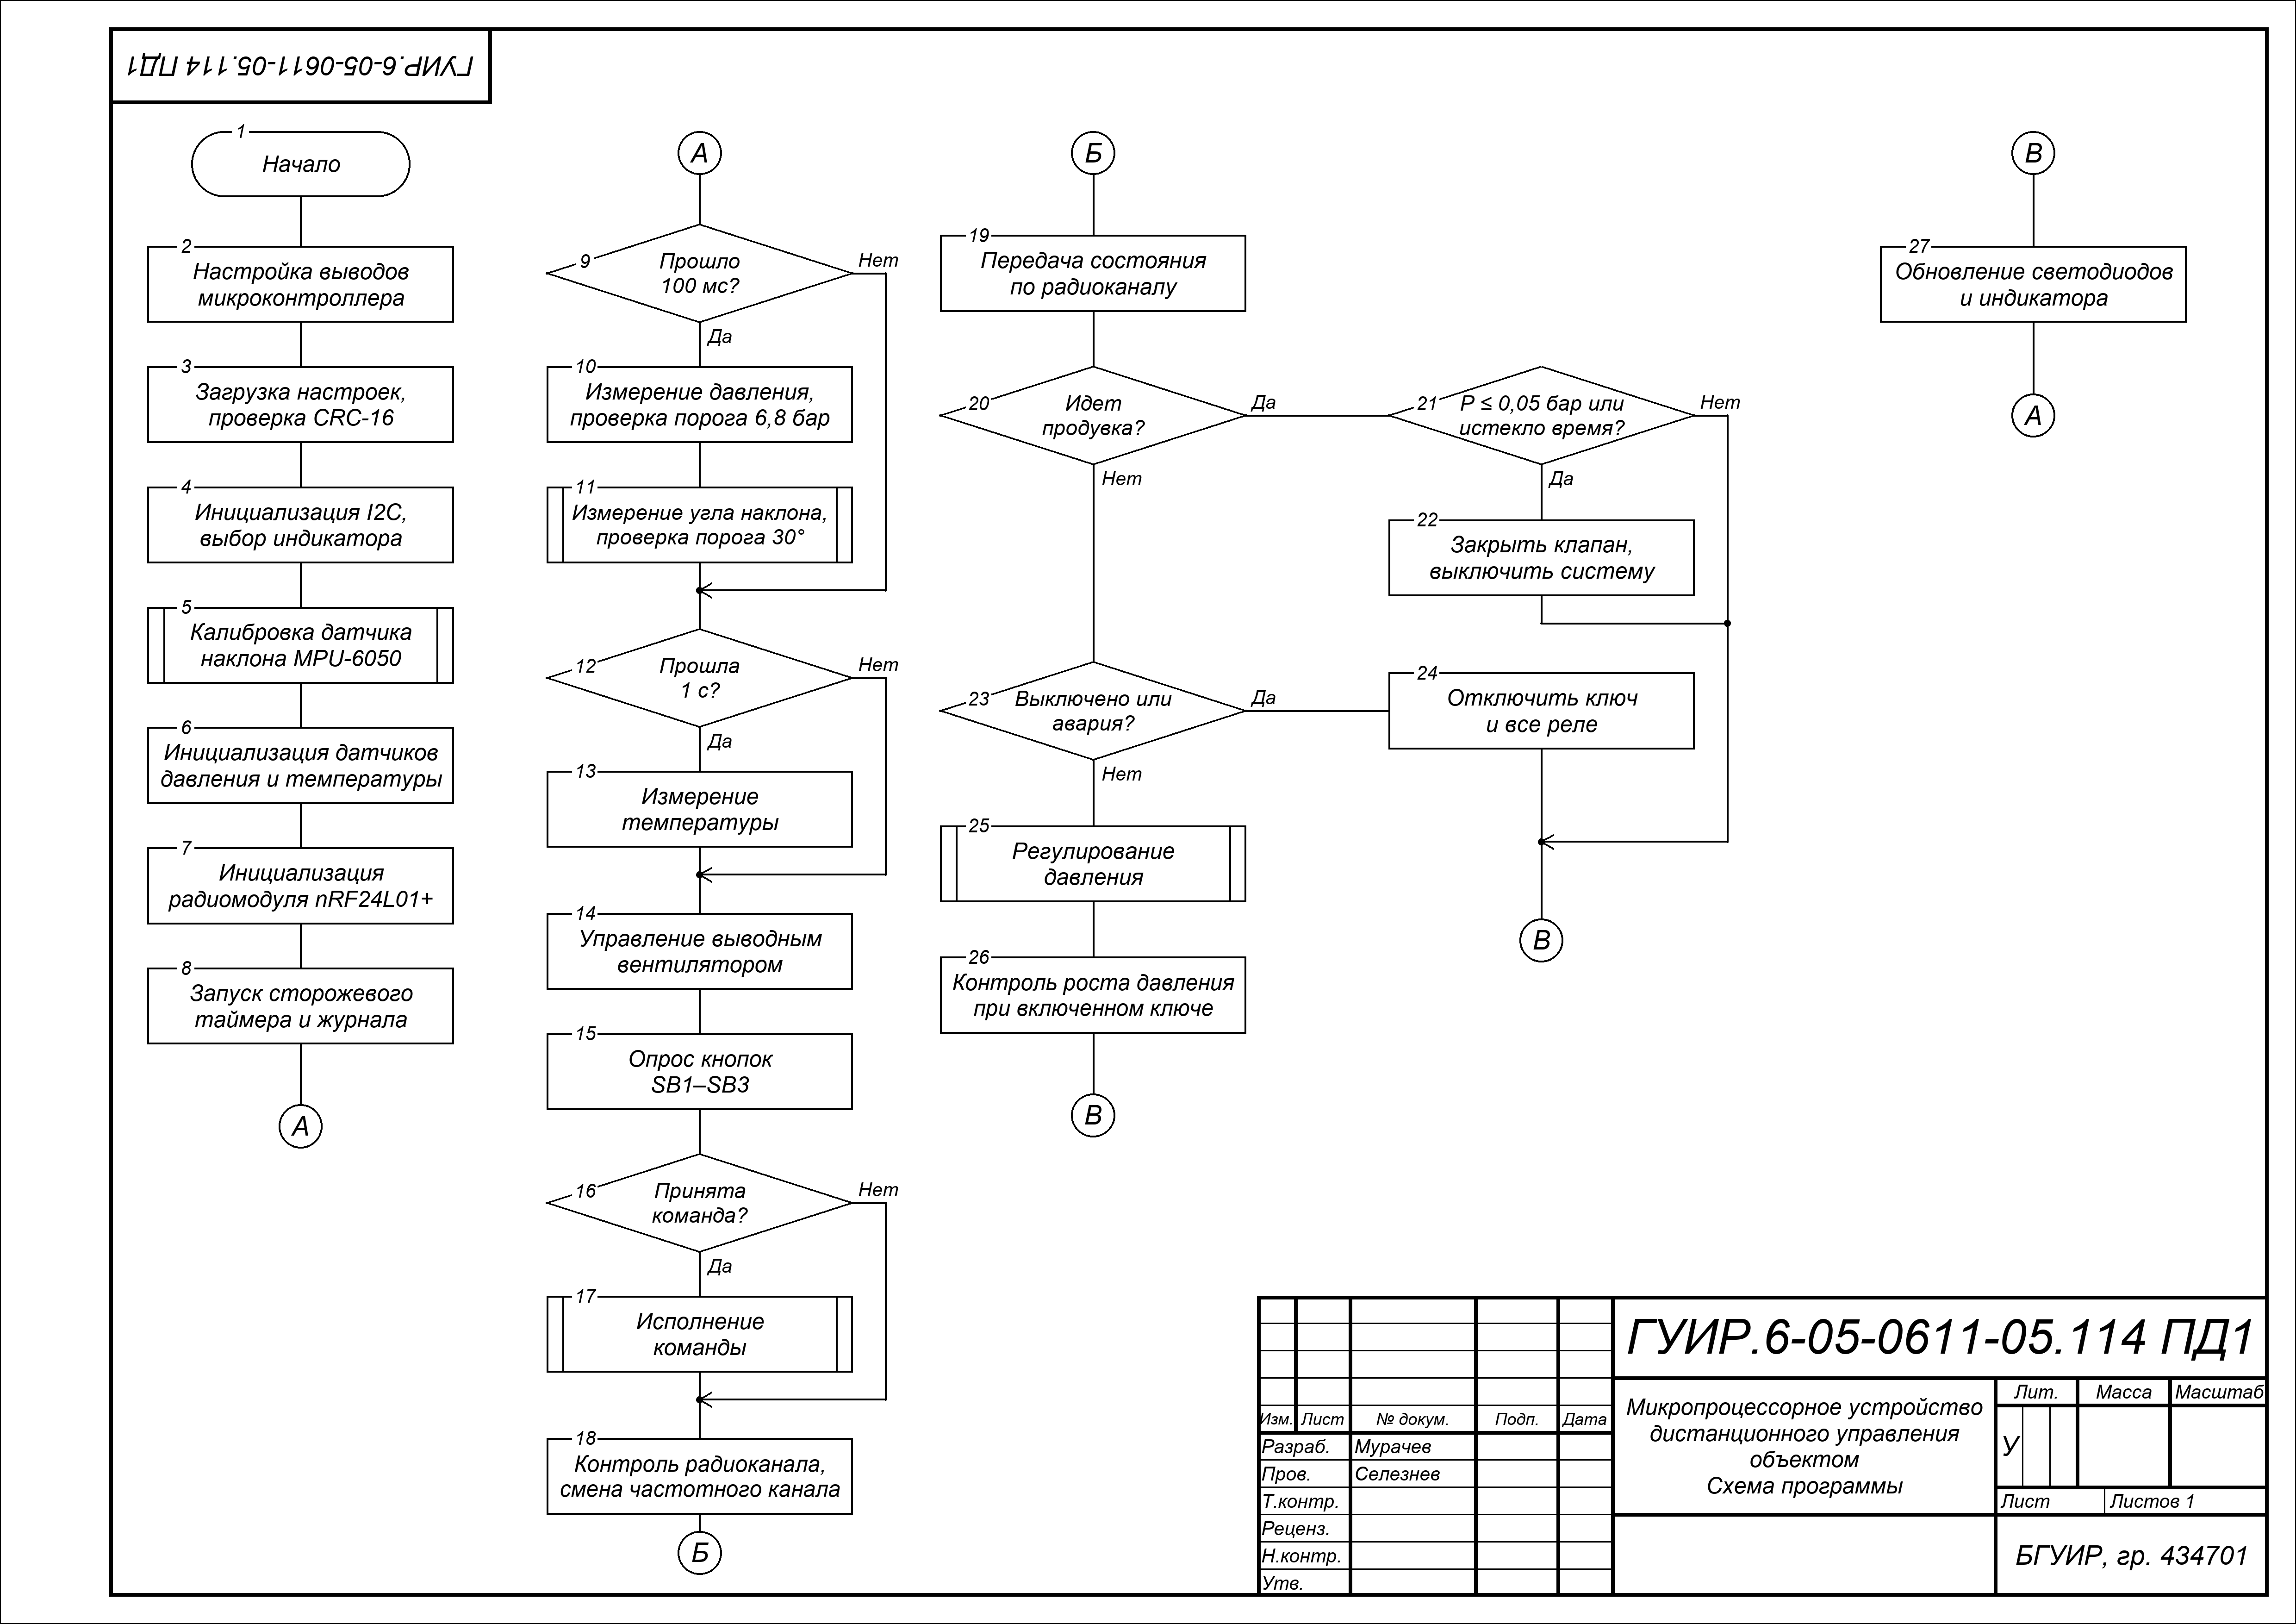 ГУИР.6-05-0611-05.114 ПД1
1
Начало
2
Настройка выводов
микроконтроллера
3
Загрузка настроек,
проверка CRC-16
4
Инициализация I2C,
выбор индикатора
5
Калибровка датчика
наклона MPU-6050
6
Инициализация датчиков
давления и температуры
7
Инициализация
радиомодуля nRF24L01+
8
Запуск сторожевого
таймера и журнала
А
А
9
Прошло
100 мс?
Нет
Да
10
Измерение давления,
проверка порога 6,8 бар
11
Измерение угла наклона,
проверка порога 30°
12
Прошла
1 с?
Нет
Да
13
Измерение
температуры
14
Управление выводным
вентилятором
15
Опрос кнопок
SB1–SB3
16
Принята
команда?
Нет
Да
17
Исполнение
команды
18
Контроль радиоканала,
смена частотного канала
Б
Б
19
Передача состояния
по радиоканалу
20
Идет
продувка?
Да
Нет
21
P ≤ 0,05 бар или
истекло время?
Нет
Да
22
Закрыть клапан,
выключить систему
23
Выключено или
авария?
Да
Нет
24
Отключить ключ
и все реле
В
25
Регулирование
давления
26
Контроль роста давления
при включенном ключе
В
В
27
Обновление светодиодов
и индикатора
А
ГУИР.6-05-0611-05.114 ПД1
Изм. Лист № докум. Подп. Дата
Разраб. Мурачев
Пров. Селезнев
Т.контр.
Реценз.
Н.контр.
Утв.
Микропроцессорное устройство
дистанционного управления
объектом
Схема программы
Лит. Масса Масштаб
У
Лист Листов 1
БГУИР, гр. 434701